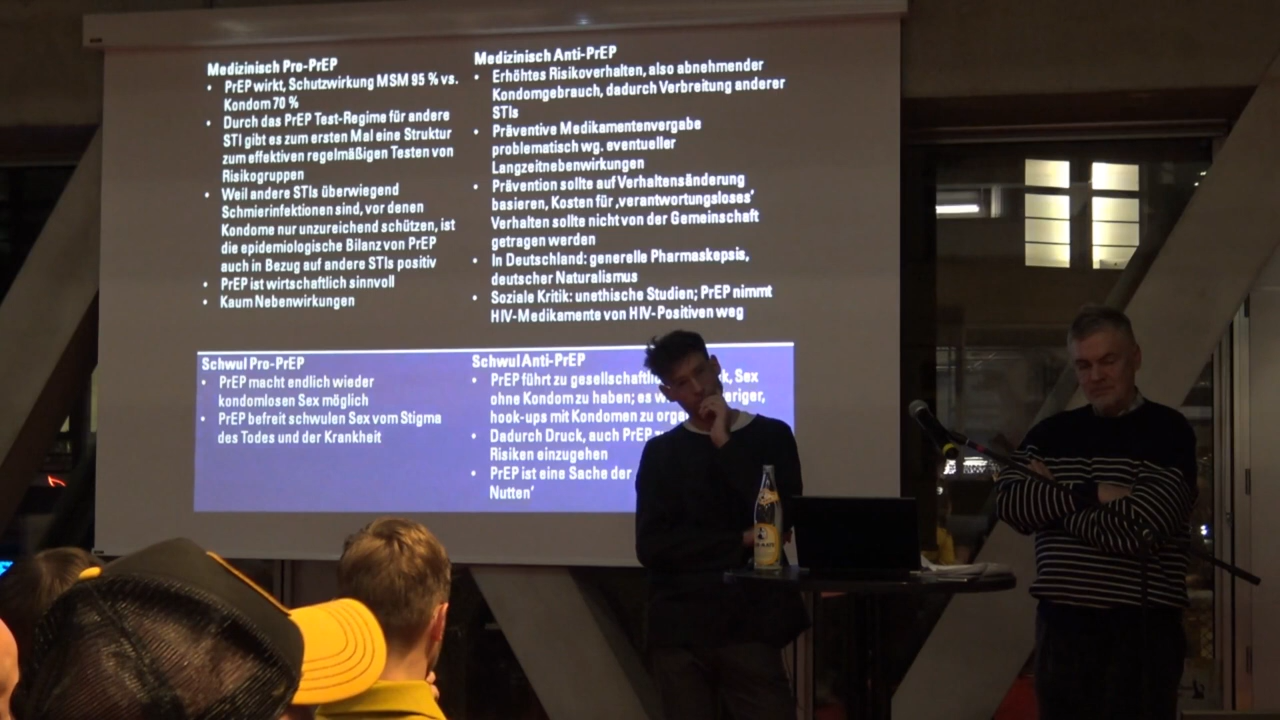 Medizinisch Pro-PrEP
• PrEP wirkt, Schutzwirkung MSM 95 % vs.
Kondom 70 %
• Durch das PrEP Test-Regime für andere
STI gibt es zum ersten Mal eine Struktur
zum effektiven regelmäßigen Testen von
Risikogruppen
• Weil andere STIs überwiegend
Schmierinfektionen sind, vor denen
Kondome nur unzureichend schützen, ist
die epidemiologische Bilanz von PrEP
auch in Bezug auf andere STIs positiv
• PrEP ist wirtschaftlich sinnvoll
• Kaum Nebenwirkungen
Medizinisch Anti-PrEP
• Erhöhtes Risikoverhalten, also abnehmender
Kondomgebrauch, dadurch Verbreitung anderer
STIs
• Präventive Medikamentenvergabe
problematisch wg. eventueller
Langzeitnebenwirkungen
• Prävention sollte auf Verhaltensänderung
basieren, Kosten für ‚verantwortungsloses'
Verhalten sollte nicht von der Gemeinschaft
getragen werden
• In Deutschland: generelle Pharmaskepsis,
deutscher Naturalismus
• Soziale Kritik: unethische Studien; PrEP nimmt
HIV-Medikamente von HIV-Positiven weg
Schwul Pro-PrEP
• PrEP macht endlich wieder
kondomlosen Sex möglich
• PrEP befreit schwulen Sex vom Stigma
des Todes und der Krankheit
Schwul Anti-PrEP
• PrEP führt zu Sex
ohne Kondom zu haben; es
hook-ups mit Kondomen zu
• Dadurch Druck, auch PrEP
Risiken einzugehen
• PrEP ist eine Sache der
Nutten'